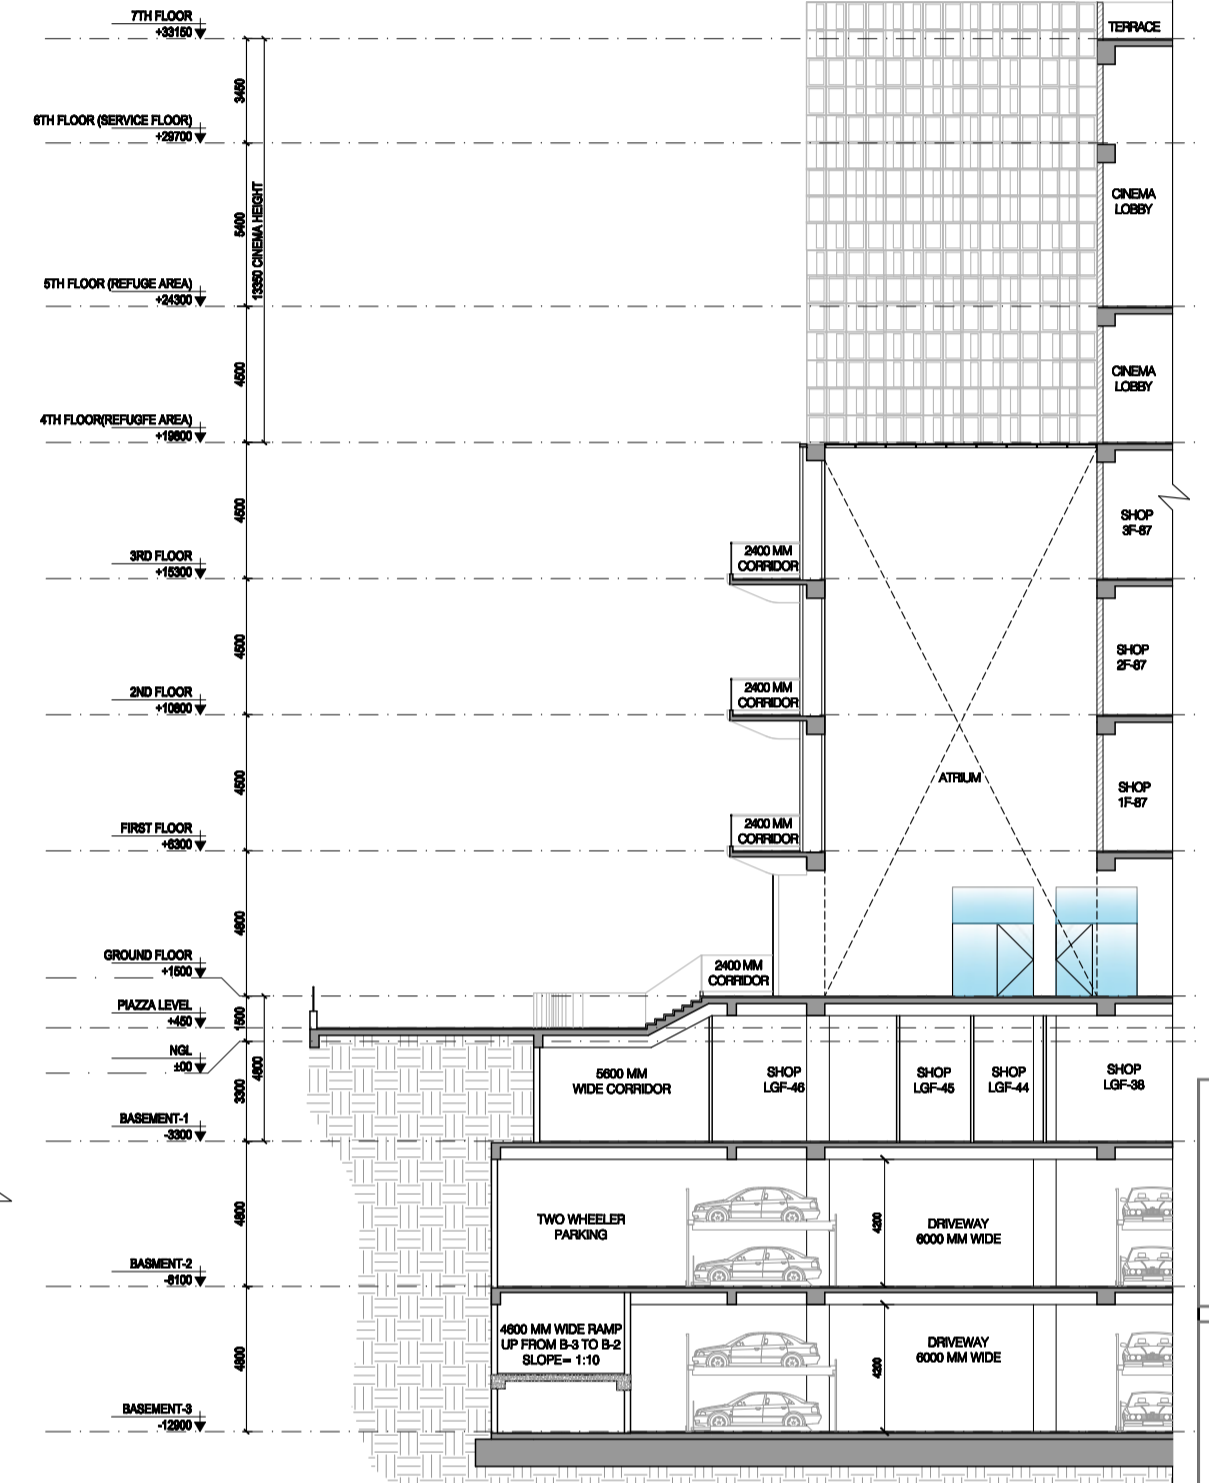 7TH FLOOR
+33150
TERRACE
3450
6TH FLOOR (SERVICE FLOOR)
+29700
CINEMA
LOBBY
5400
13350 CINEMA HEIGHT
5TH FLOOR (REFUGE AREA)
+24300
4500
CINEMA
LOBBY
4TH FLOOR(REFUGFE AREA)
+19800
4500
SHOP
3F-87
3RD FLOOR
+15300
2400 MM
CORRIDOR
4500
SHOP
2F-87
2ND FLOOR
+10800
2400 MM
CORRIDOR
4500
ATRIUM
SHOP
1F-87
FIRST FLOOR
+6300
2400 MM
CORRIDOR
4800
GROUND FLOOR
+1500
2400 MM
CORRIDOR
PIAZZA LEVEL
+450
1500
NGL
±00
4800
3300
5600 MM
WIDE CORRIDOR
SHOP
LGF-46
SHOP
LGF-45
SHOP
LGF-44
SHOP
LGF-38
BASEMENT-1
-3300
4800
TWO WHEELER
PARKING
4200
DRIVEWAY
6000 MM WIDE
BASMENT-2
-8100
4800
4600 MM WIDE RAMP
UP FROM B-3 TO B-2
SLOPE= 1:10
4200
DRIVEWAY
6000 MM WIDE
BASEMENT-3
-12900